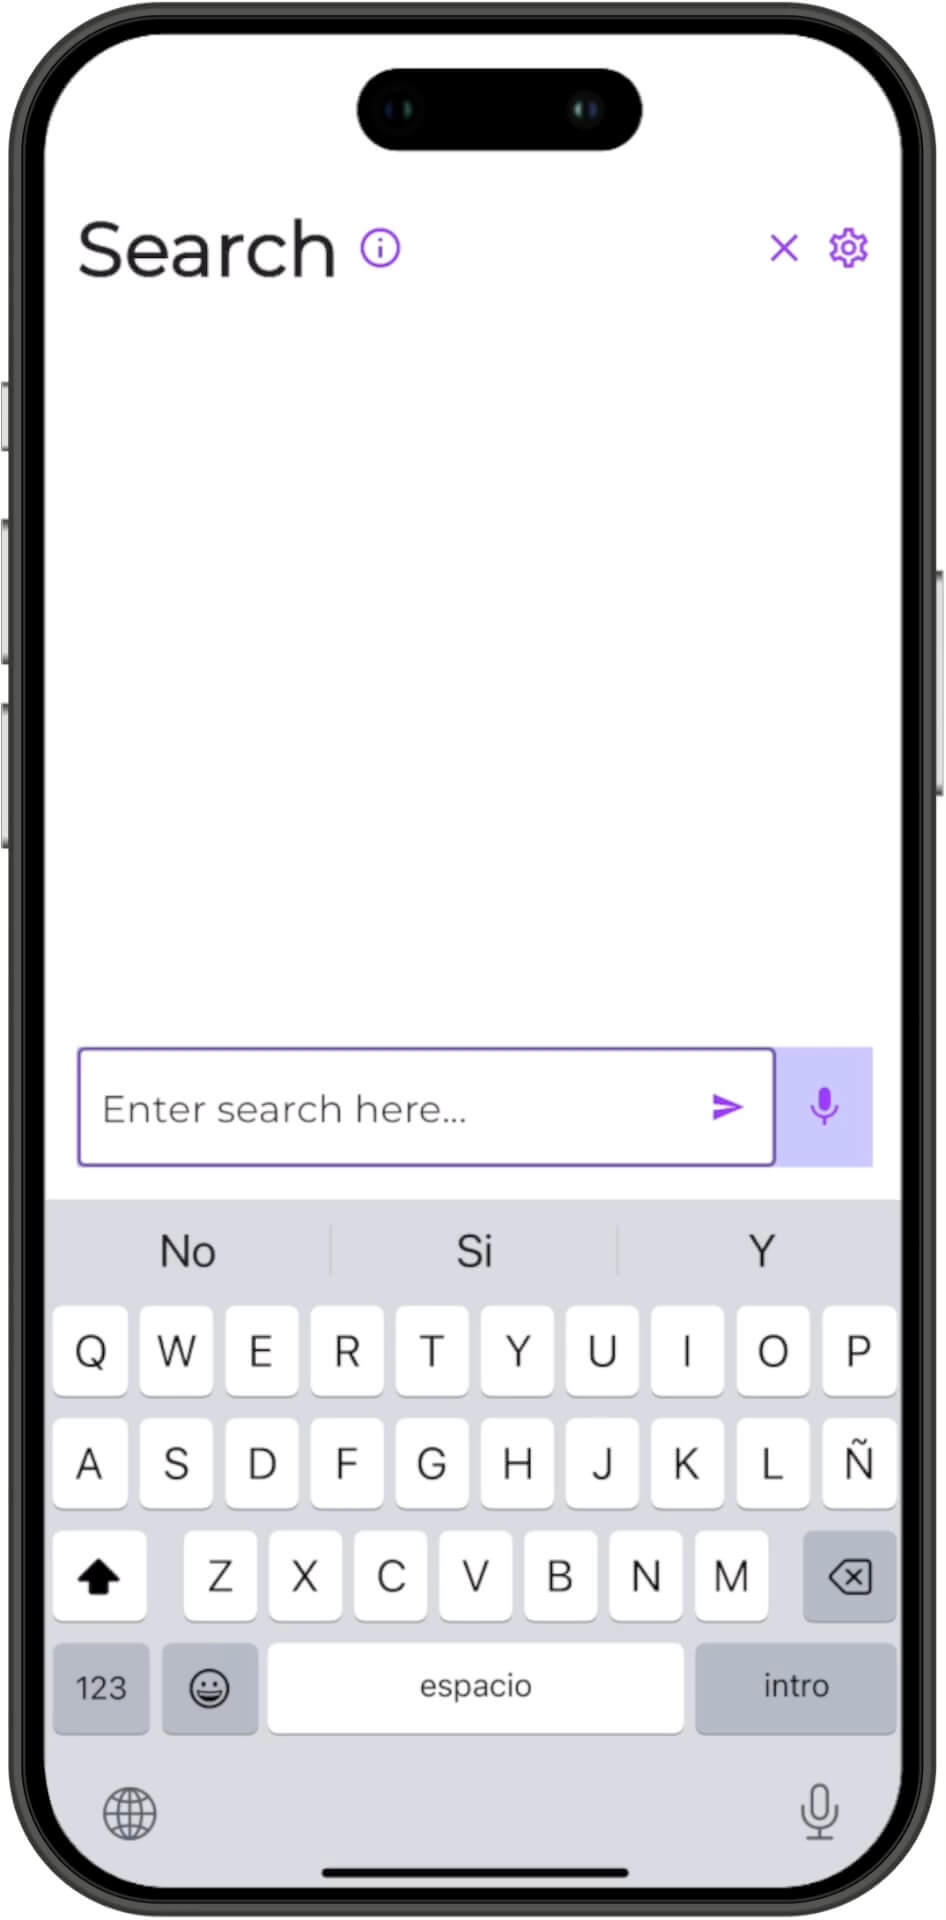 Search
Enter search here...
No Si Y
Q W E R T Y U I O P
A S D F G H J K L Ñ
Z X C V B N M
123 espacio intro